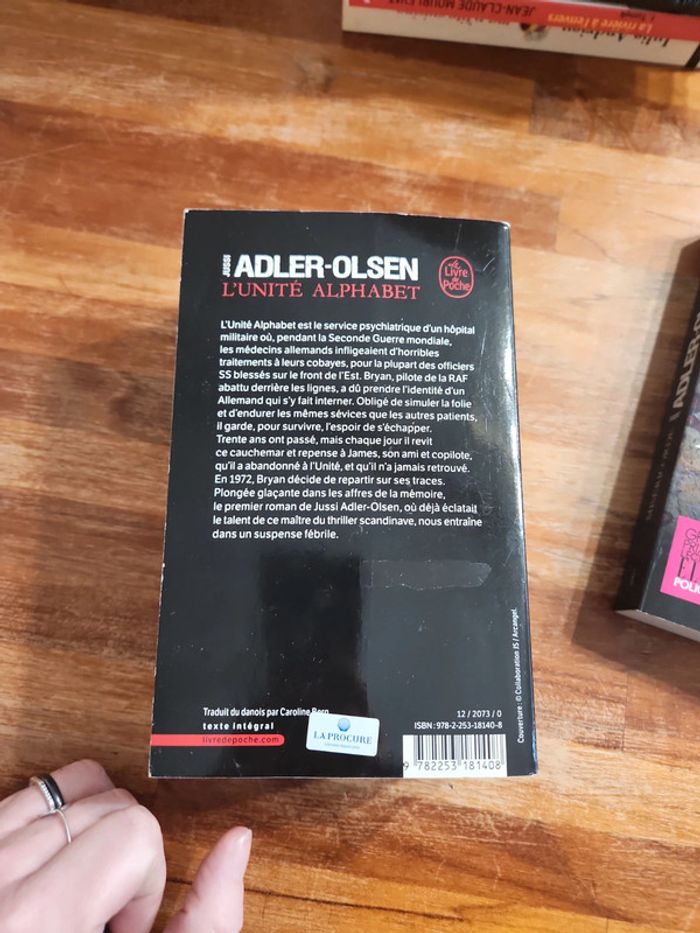 JEAN-CLAUDE MOURLEVAT
La rivière à l'envers
JUSSI
ADLER-OLSEN
L'UNITÉ ALPHABET
Le
Livre
de
Poche
L'Unité Alphabet est le service psychiatrique d'un hôpital
militaire où, pendant la Seconde Guerre mondiale,
les médecins allemands infligeaient d'horribles
traitements à leurs cobayes, pour la plupart des officiers
SS blessés sur le front de l'Est. Bryan, pilote de la RAF
abattu derrière les lignes, a dû prendre l'identité d'un
Allemand qui s'y fait interner. Obligé de simuler la folie
et d'endurer les mêmes sévices que les autres patients,
il garde, pour survivre, l'espoir de s'échapper.
Trente ans ont passé, mais chaque jour il revit
ce cauchemar et repense à James, son ami et copilote,
qu'il a abandonné à l'Unité, et qu'il n'a jamais retrouvé.
En 1972, Bryan décide de repartir sur ses traces.
Plongée glaçante dans les affres de la mémoire,
le premier roman de Jussi Adler-Olsen, où déjà éclatait
le talent de ce maître du thriller scandinave, nous entraîne
dans un suspense fébrile.
Couverture : © Collaboration JS / Arcangel.
Traduit du danois par Caroline Berg
texte intégral
livredepoche.com
LA PROCURE
12 / 2073 / 0
ISBN : 978-2-253-18140-8
9 782253 181408